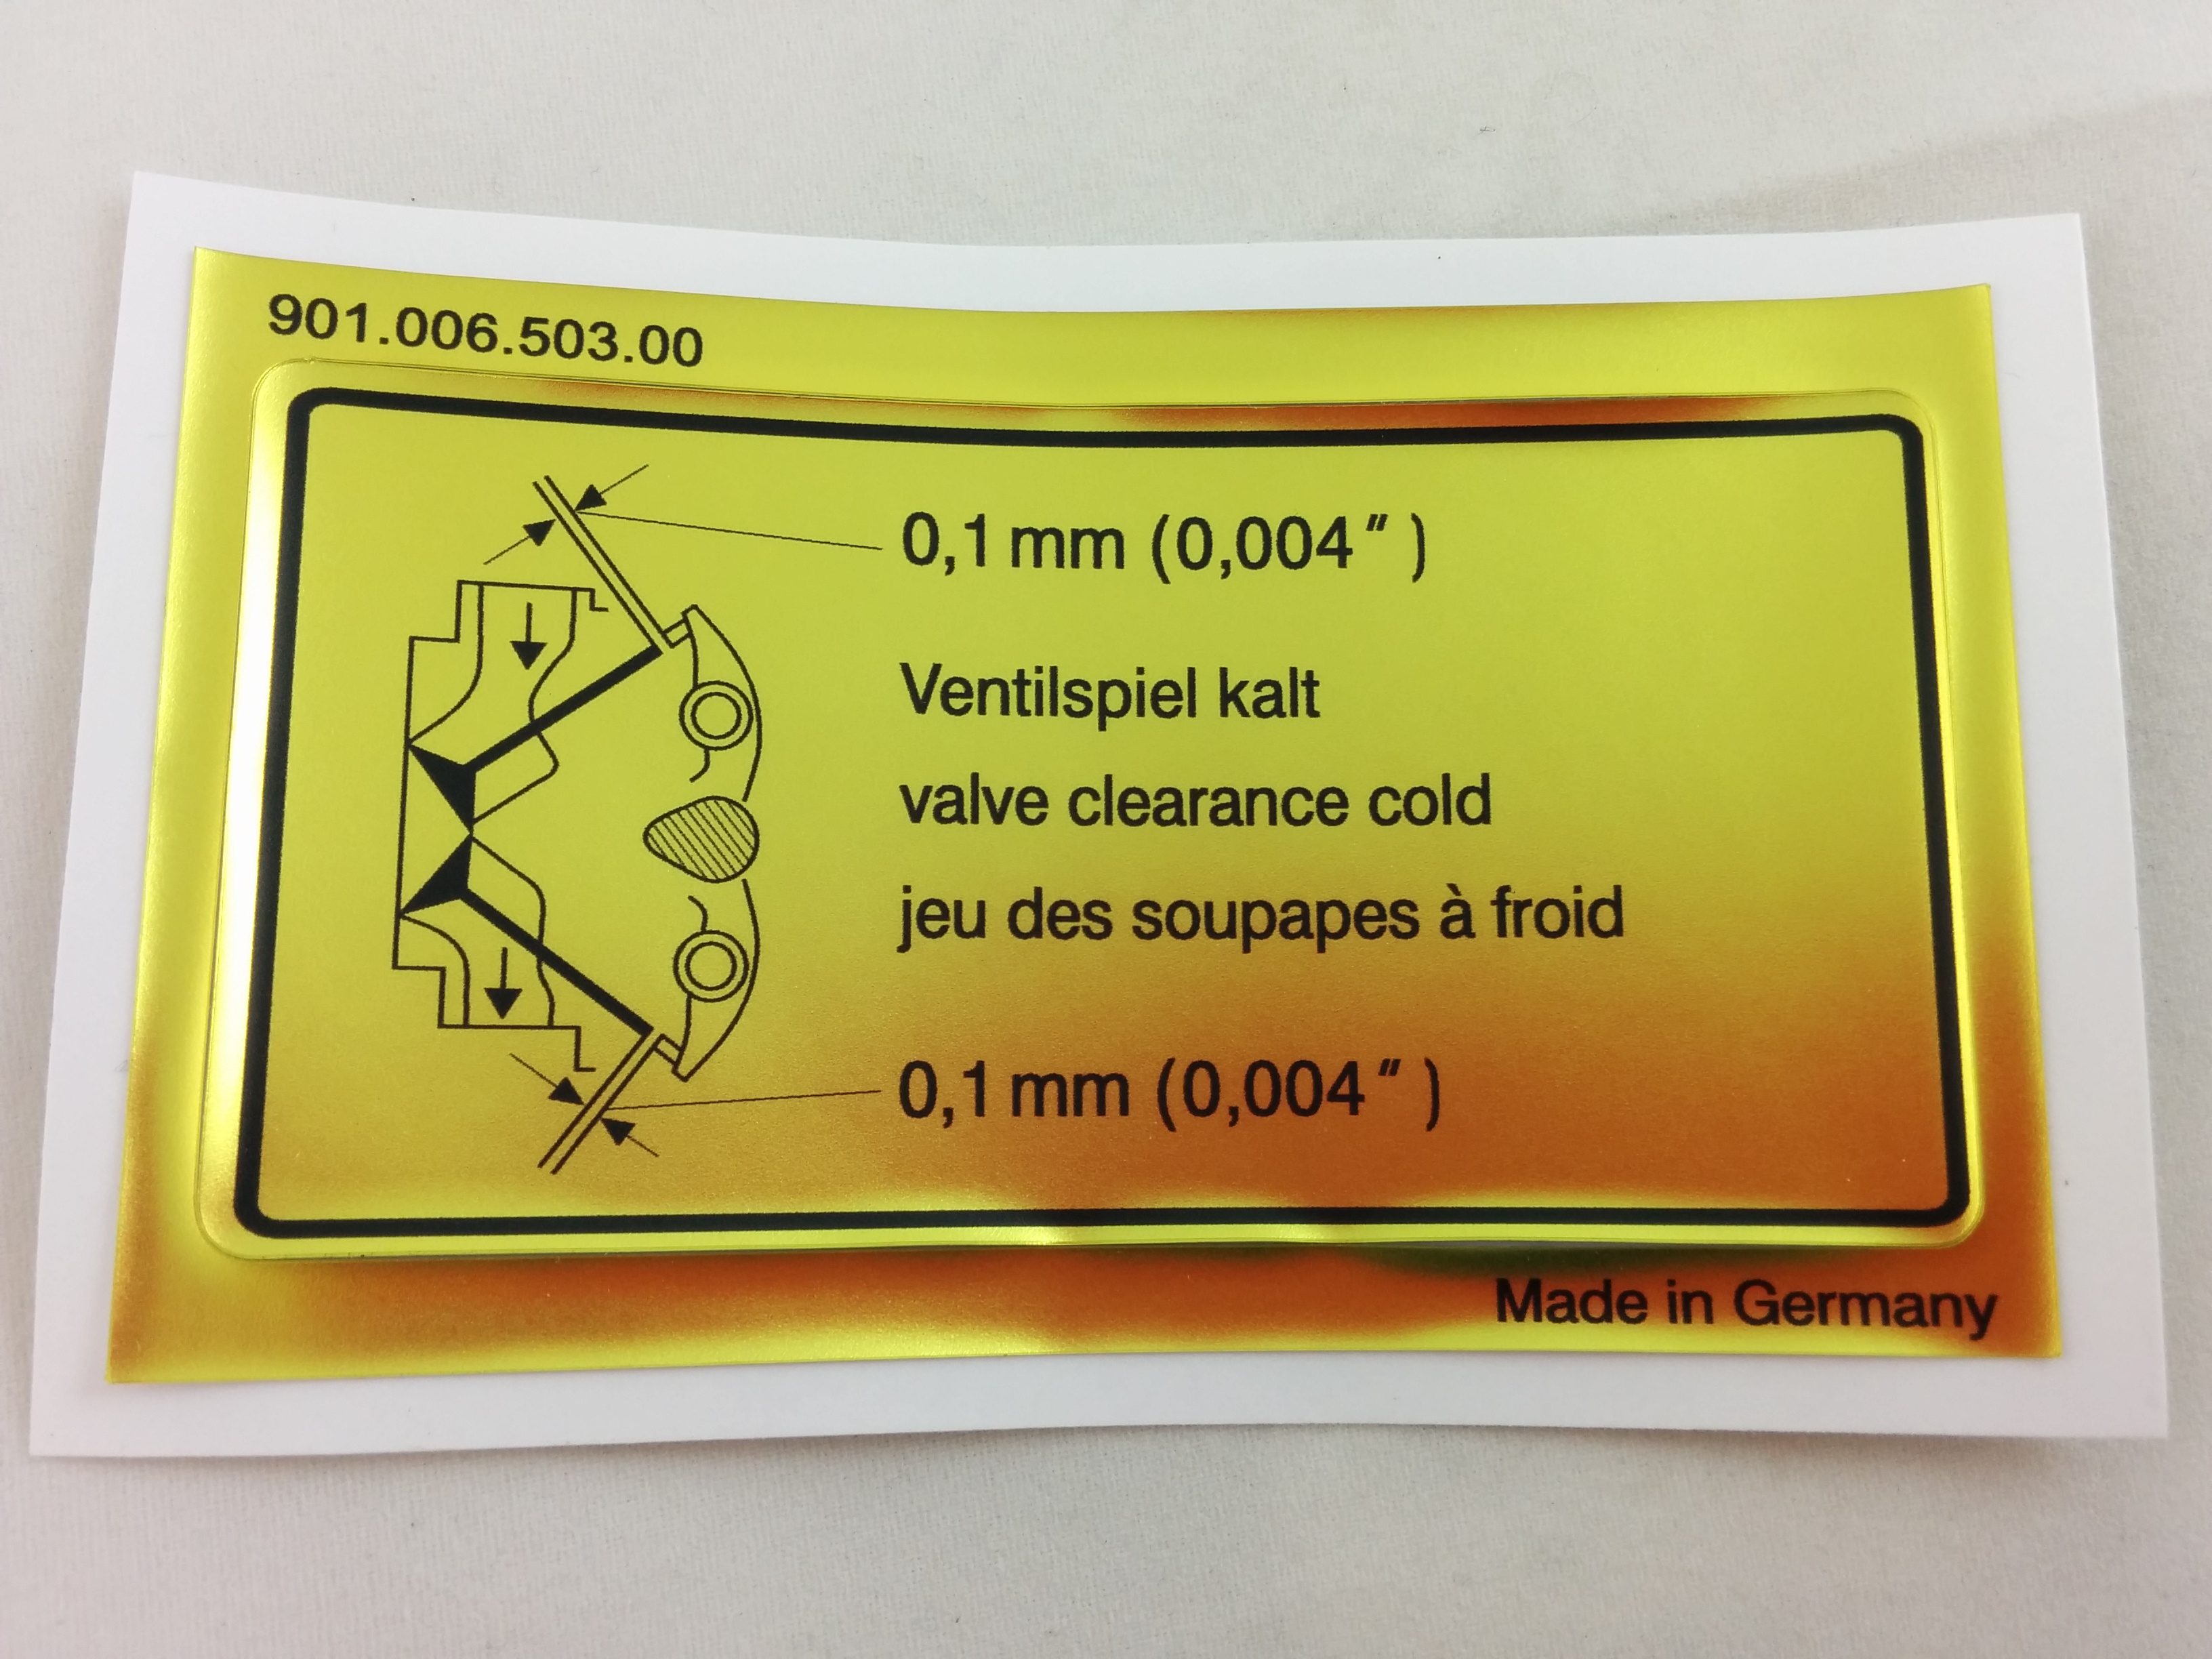 901.006.503.00
0,1 mm (0,004″ )
Ventilspiel kalt
valve clearance cold
jeu des soupapes à froid
0,1 mm (0,004″ )
Made in Germany